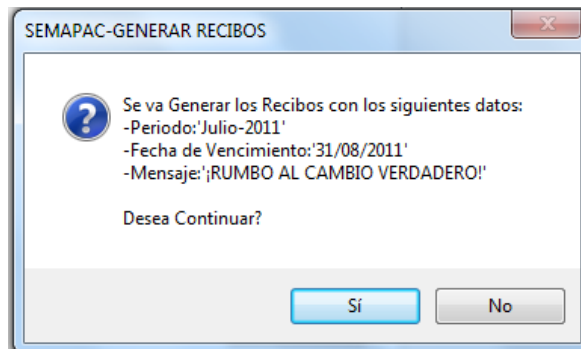 SEMAPAC-GENERAR RECIBOS
Se va Generar los Recibos con los siguientes datos:
-Periodo:'Julio-2011'
-Fecha de Vencimiento:'31/08/2011'
-Mensaje:'¡RUMBO AL CAMBIO VERDADERO!'
Desea Continuar?
Sí
No